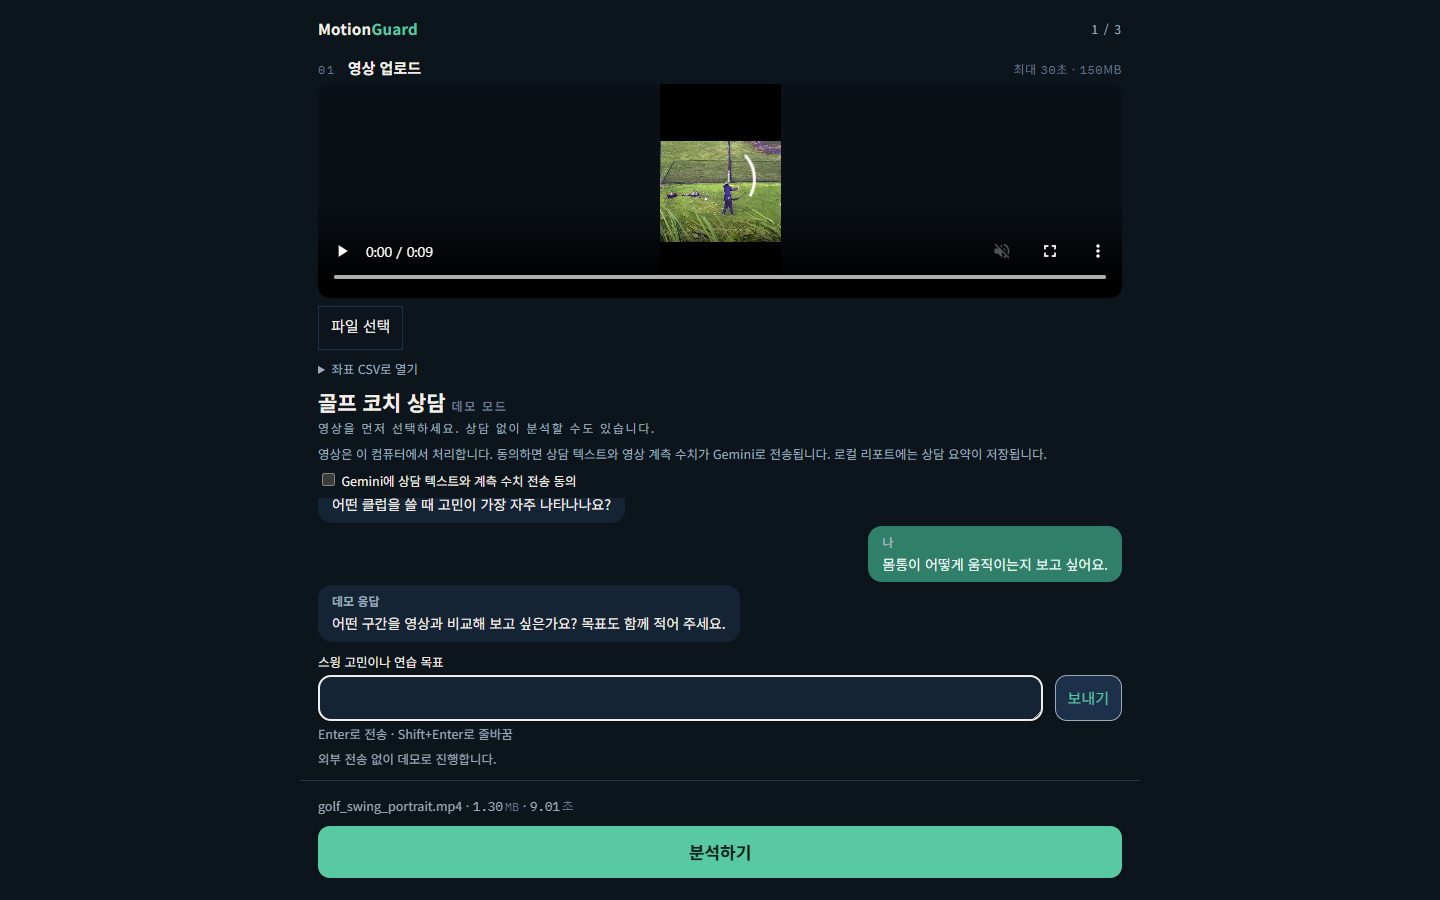 MotionGuard
1 / 3
01 영상 업로드
최대 30초 · 150MB
0:00 / 0:09
파일 선택
▶ 좌표 CSV로 열기
골프 코치 상담 데모 모드
영상을 먼저 선택하세요. 상담 없이 분석할 수도 있습니다.
영상은 이 컴퓨터에서 처리합니다. 동의하면 상담 텍스트와 영상 계측 수치가 Gemini로 전송됩니다. 로컬 리포트에는 상담 요약이 저장됩니다.
Gemini에 상담 텍스트와 계측 수치 전송 동의
어떤 클럽을 쓸 때 고민이 가장 자주 나타나나요?
나
몸통이 어떻게 움직이는지 보고 싶어요.
데모 응답
어떤 구간을 영상과 비교해 보고 싶은가요? 목표도 함께 적어 주세요.
스윙 고민이나 연습 목표
보내기
Enter로 전송 · Shift+Enter로 줄바꿈
외부 전송 없이 데모로 진행합니다.
golf_swing_portrait.mp4 · 1.30 MB · 9.01 초
분석하기